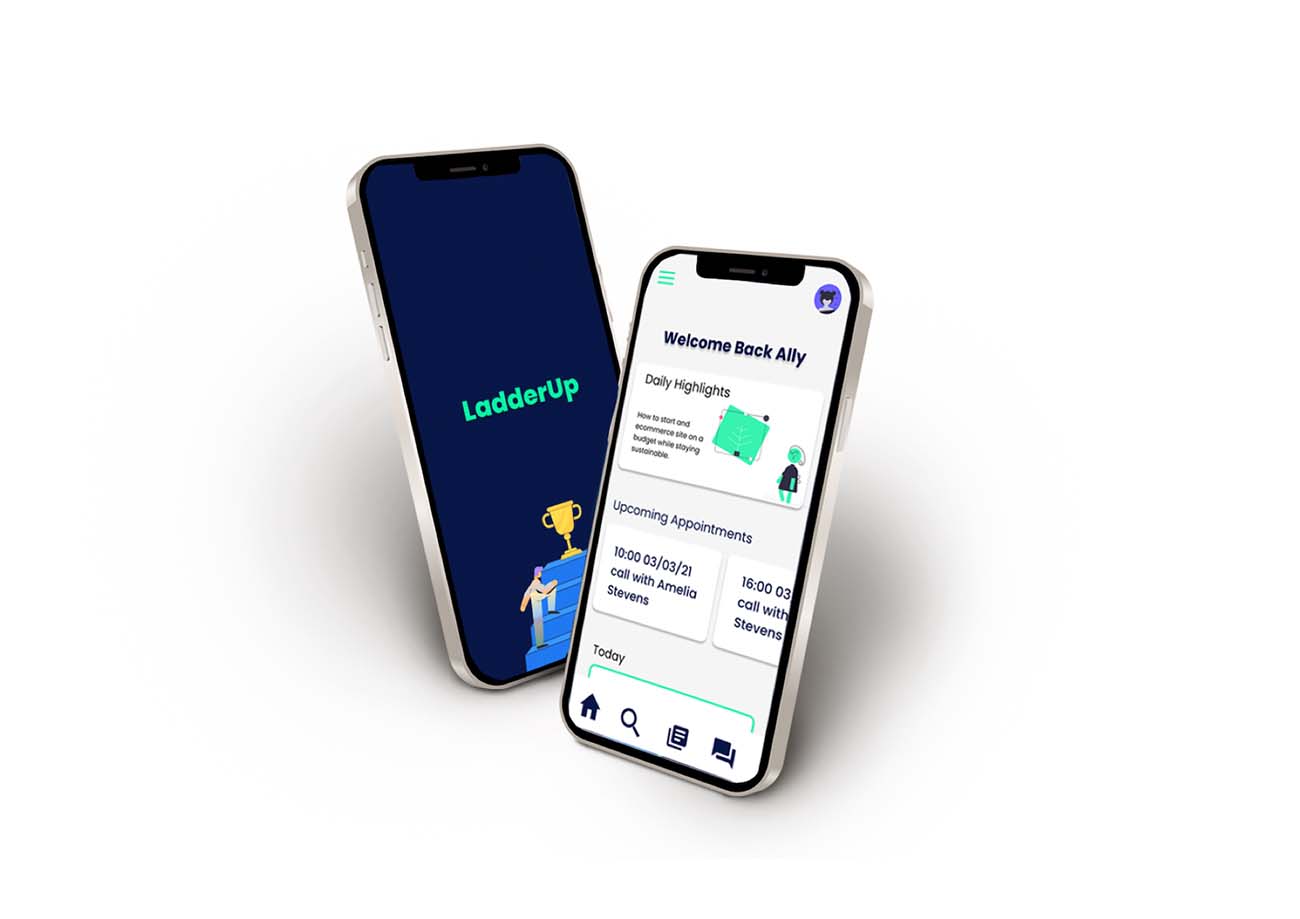 LadderUp
Welcome Back Ally
Daily Highlights
How to start and
ecommerce site on a
budget while staying
sustainable.
Upcoming Appointments
10:00 03/03/21
call with Amelia
Stevens
16:00 03
call with
Stevens
Today